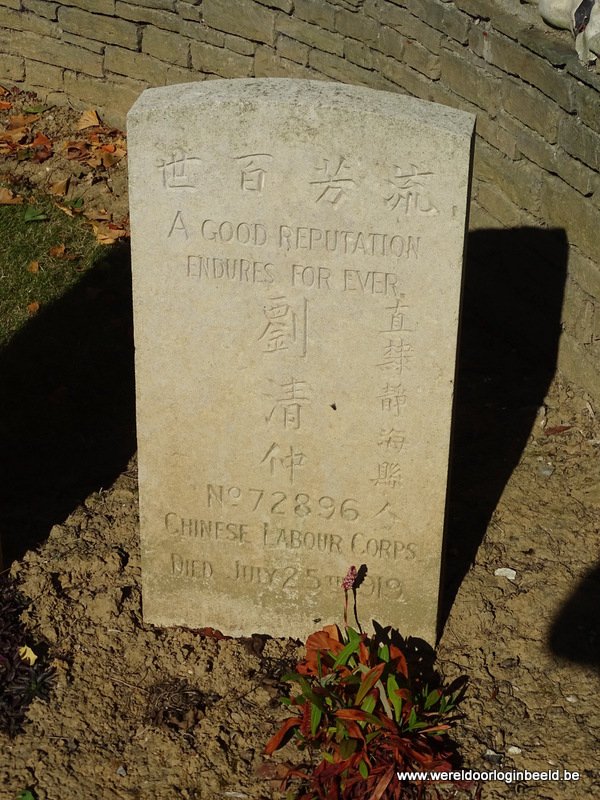 流芳百世
A GOOD REPUTATION
ENDURES FOR EVER
直隸靜海縣人
劉清仲
No 72896
CHINESE LABOUR CORPS
DIED JULY 25TH 1919
www.wereldoorloginbeeld.be